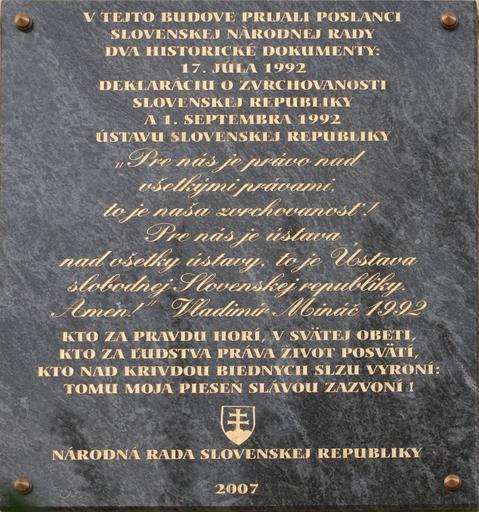 V TEJTO BUDOVE PRIJALI POSLANCI
SLOVENSKEJ NÁRODNEJ RADY
DVA HISTORICKÉ DOKUMENTY:
17. JÚLA 1992
DEKLARÁCIU O ZVRCHOVANOSTI
SLOVENSKEJ REPUBLIKY
A 1. SEPTEMBRA 1992
ÚSTAVU SLOVENSKEJ REPUBLIKY
„Pre nás je právo nad
všetkými právami,
to je naša zvrchovanosť!
Pre nás je ústava
nad všetky ústavy, to je Ústava
slobodnej Slovenskej republiky.
Amen!" Vladimír Mináč 1992
KTO ZA PRAVDU HORÍ, V SVÄTEJ OBETI,
KTO ZA ĽUDSTVA PRÁVA ŽIVOT POSVÄTÍ,
KTO NAD KRIVDOU BIEDNYCH SLZU VYRONÍ:
TOMU MOJA PIESEN SLÁVOU ZAZVONÍ !
NÁRODNÁ RADA SLOVENSKEJ REPUBLIKY
2007